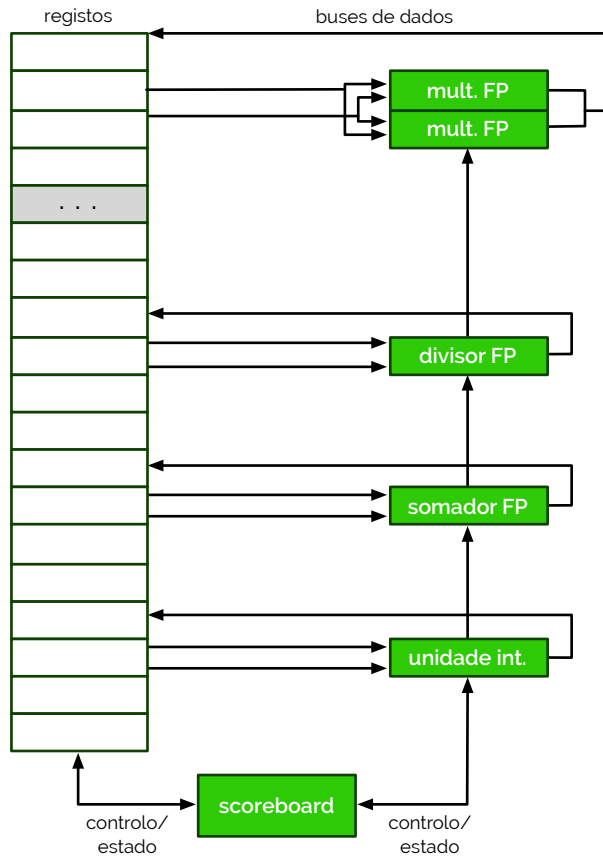 registos
buses de dados
mult. FP
mult. FP
. . .
divisor FP
somador FP
unidade int.
scoreboard
controlo/
estado
controlo/
estado